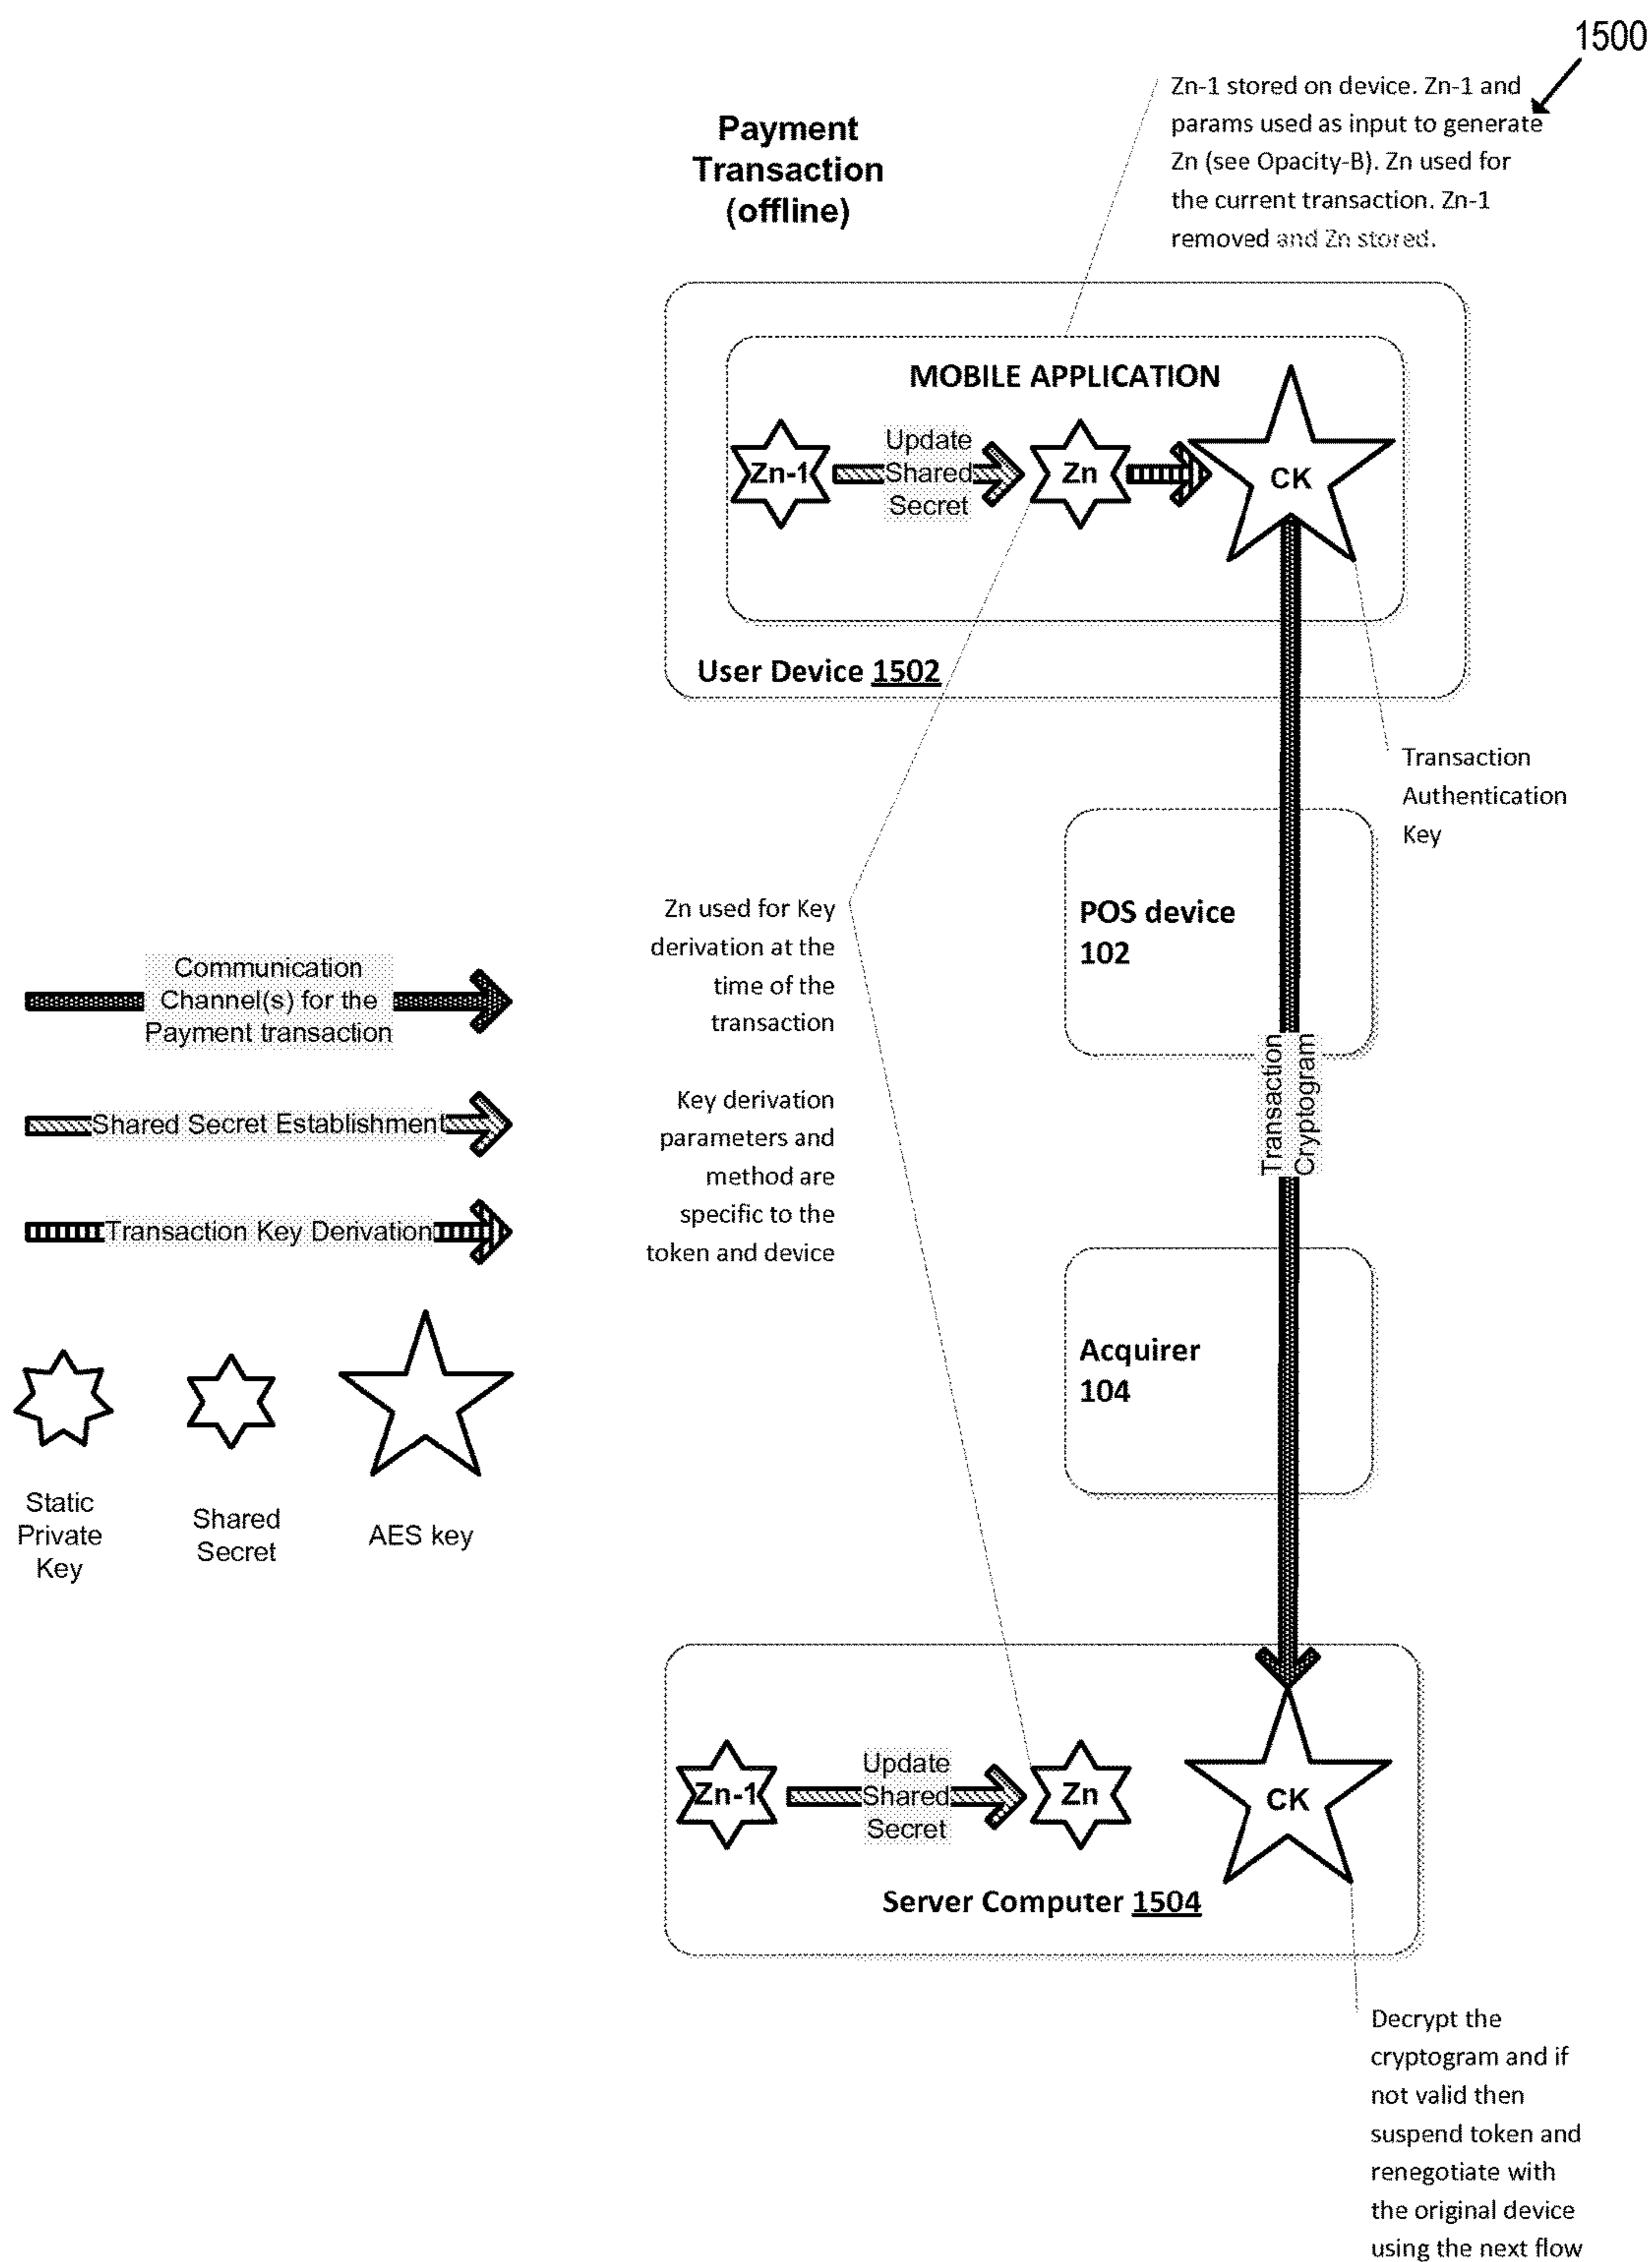 1500
Payment
Transaction
(offline)
Zn-1 stored on device. Zn-1 and
params used as input to generate
Zn (see Opacity-B). Zn used for
the current transaction. Zn-1
removed and Zn stored.
MOBILE APPLICATION
Zn-1
Update
Shared
Secret
Zn
CK
User Device 1502
Transaction
Authentication
Key
POS device
102
Zn used for Key
derivation at the
time of the
transaction
Key derivation
parameters and
method are
specific to the
token and device
Communication
Channel(s) for the
Payment transaction
Shared Secret Establishment
Transaction Key Derivation
Static
Private
Key
Shared
Secret
AES key
Transaction
Cryptogram
Acquirer
104
Zn-1
Update
Shared
Secret
Zn
CK
Server Computer 1504
Decrypt the
cryptogram and if
not valid then
suspend token and
renegotiate with
the original device
using the next flow